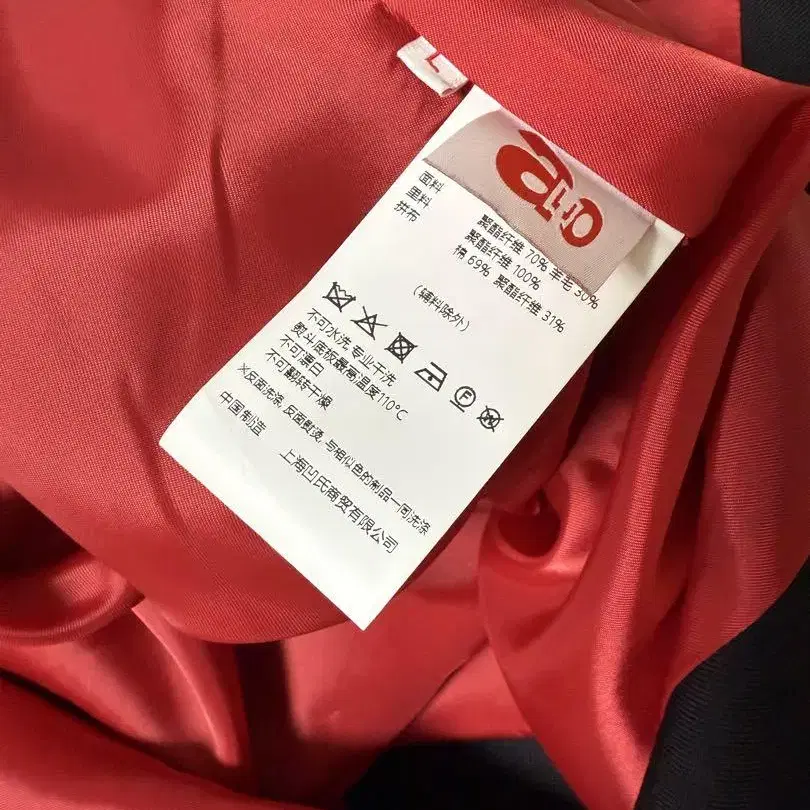 L
面料 聚酯纤维 70% 羊毛 30%
里料 聚酯纤维 100%
拼布 棉 69% 聚酯纤维 31%
(辅料除外)
P
F
不可水洗 专业干洗
熨斗底板最高温度110°C
不可漂白
不可翻转干燥
※反面洗涤,反面熨烫,与相似色的制品一同洗涤
中国制造
上海凹氏商贸有限公司